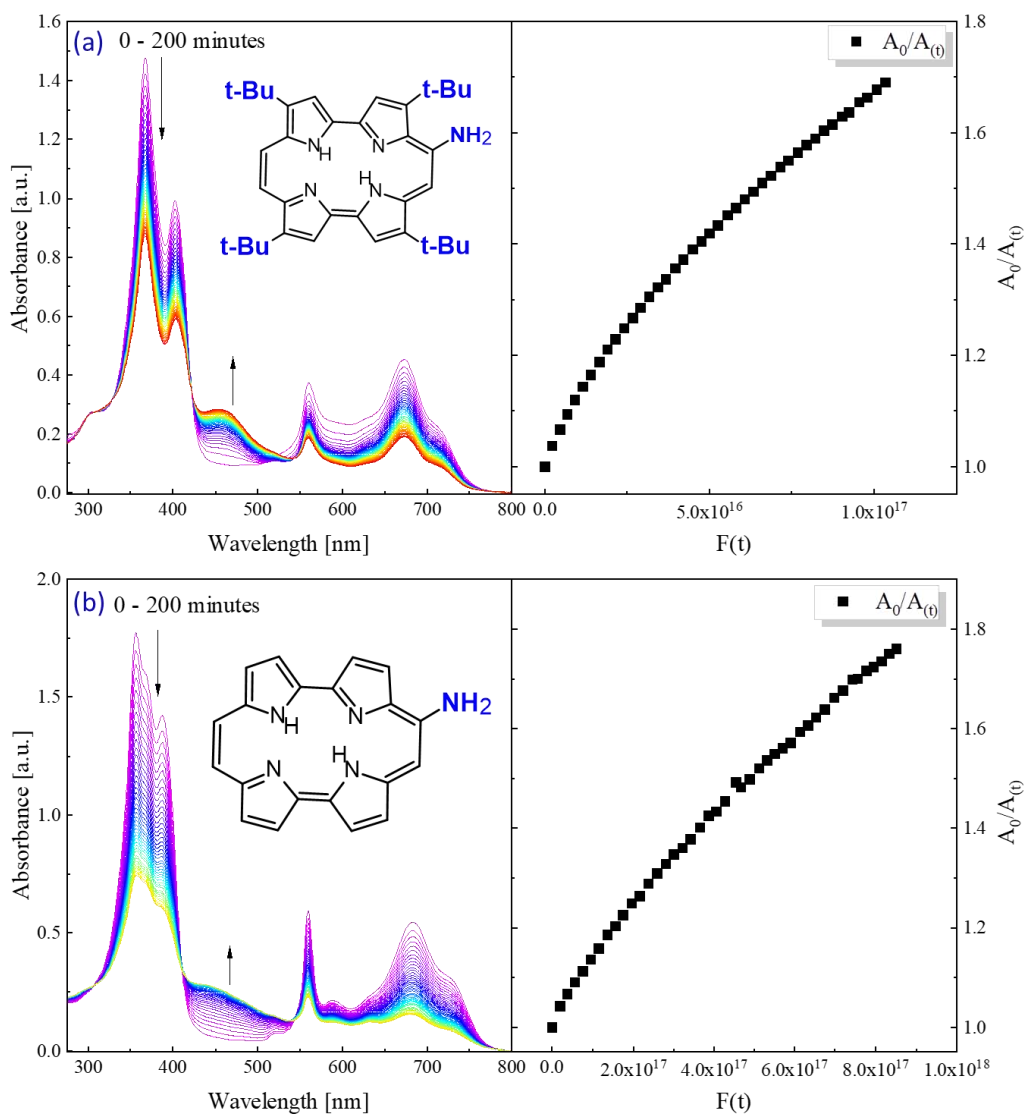 (a) 0 - 200 minutes
t-Bu
t-Bu
NH2
N
H
N
N
H
N
t-Bu
t-Bu
Absorbance [a.u.]
1.6
1.4
1.2
1.0
0.8
0.6
0.4
0.2
0.0
300 400 500 600 700 800
Wavelength [nm]
A0/A(t)
1.8
1.6
1.4
1.2
1.0
A0/A(t)
0.0 5.0x10^16 1.0x10^17
F(t)
(b) 0 - 200 minutes
NH2
N
H
N
N
H
N
Absorbance [a.u.]
2.0
1.5
1.0
0.5
0.0
300 400 500 600 700 800
Wavelength [nm]
A0/A(t)
1.8
1.6
1.4
1.2
1.0
A0/A(t)
0.0 2.0x10^17 4.0x10^17 6.0x10^17 8.0x10^17 1.0x10^18
F(t)